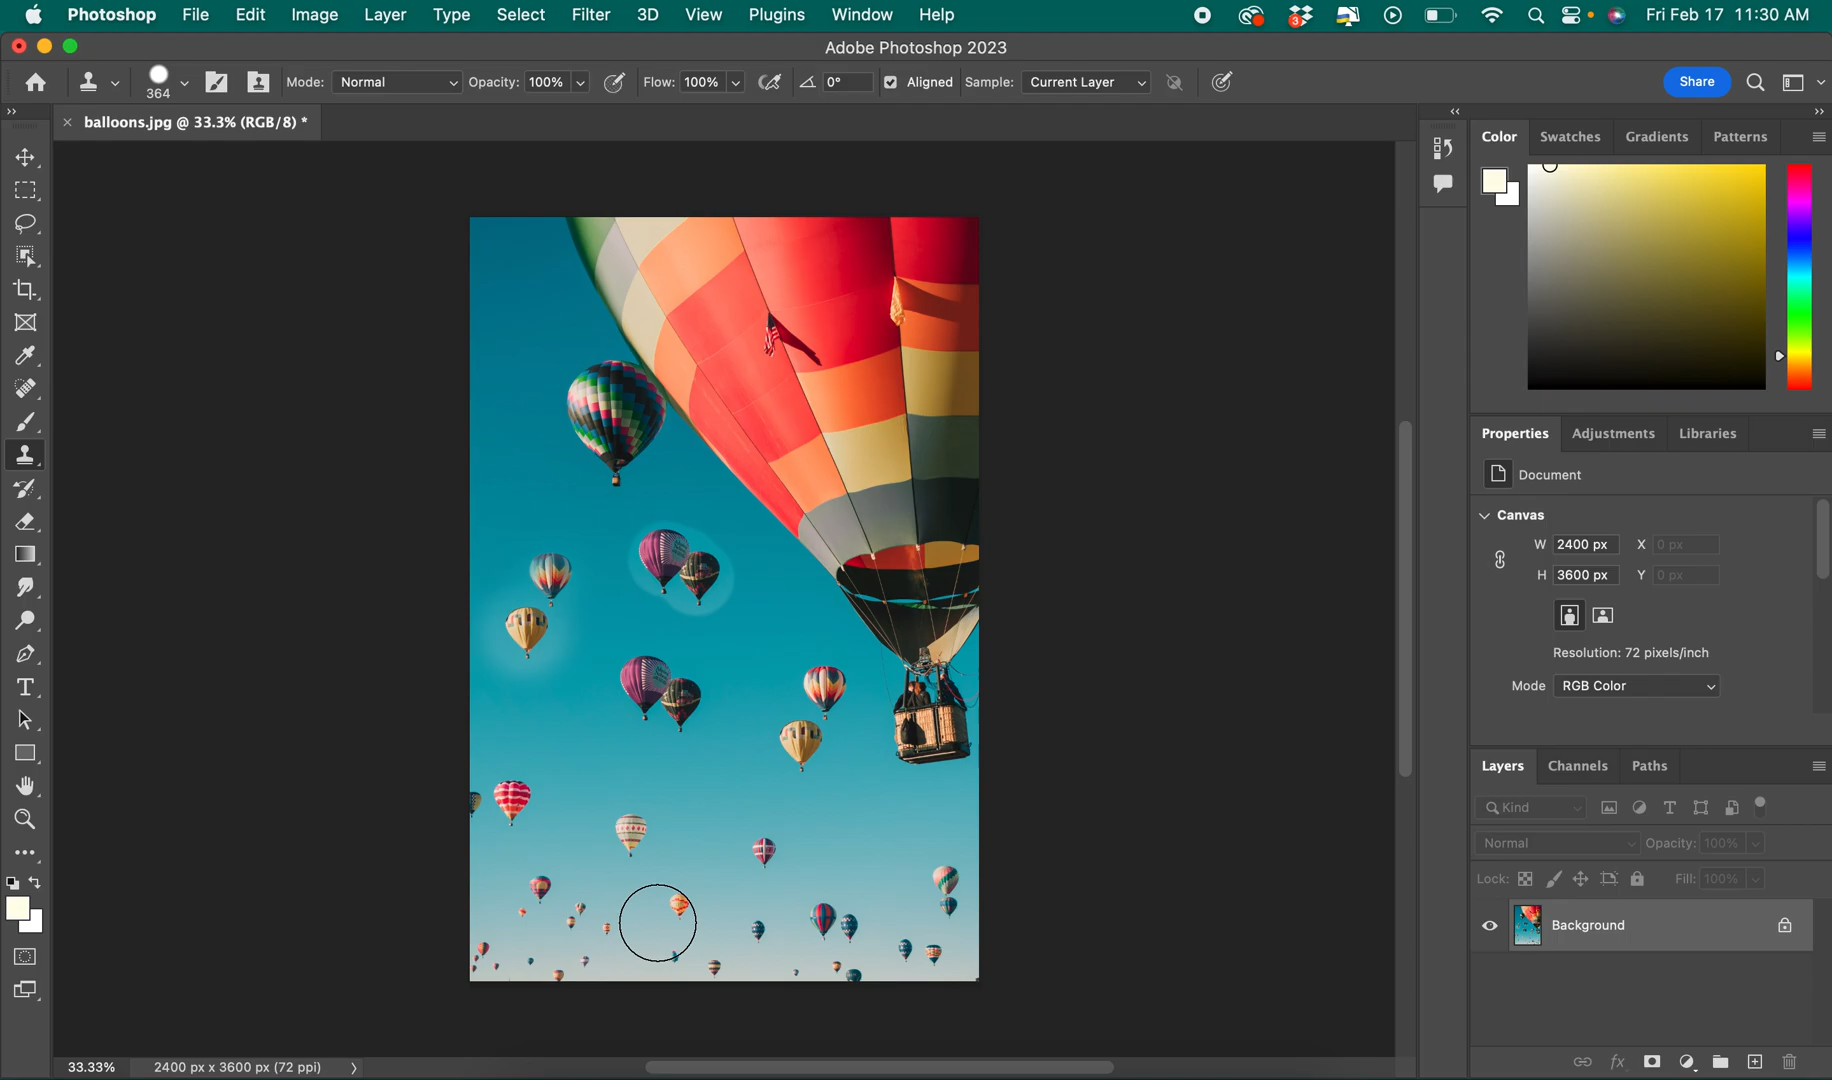 Photoshop File Edit Image Layer Type Select Filter 3D View Plugins Window Help 3 Fri Feb 17 11:30 AM
Adobe Photoshop 2023
364 Mode: Normal Opacity: 100% Flow: 100% 0° Aligned Sample: Current Layer Share
balloons.jpg @ 33.3% (RGB/8) *
Color Swatches Gradients Patterns
Properties Adjustments Libraries
Document
Canvas
W 2400 px X 0 px
H 3600 px Y 0 px
Resolution: 72 pixels/inch
Mode RGB Color
Layers Channels Paths
Kind
Normal Opacity: 100%
Lock: Fill: 100%
Background
33.33% 2400 px x 3600 px (72 ppi)